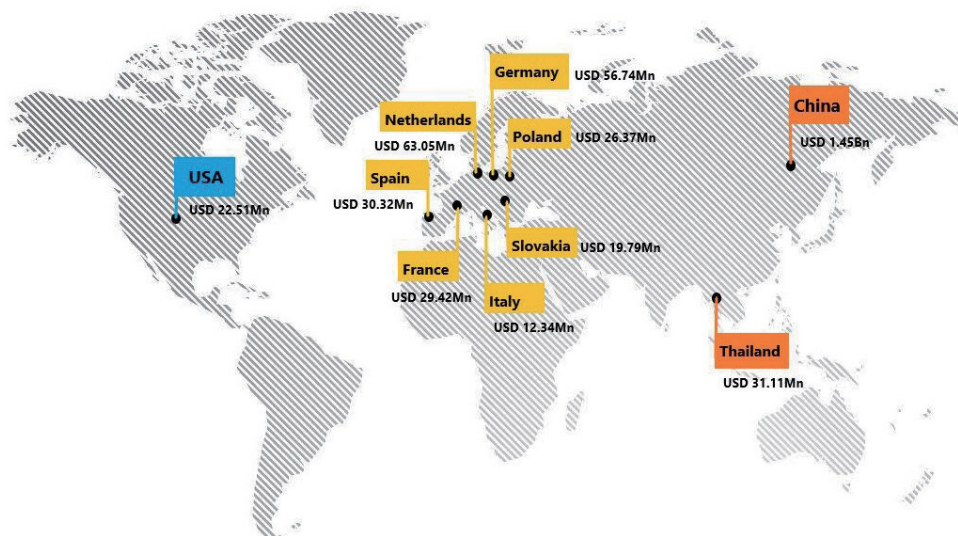 Germany
USD 56.74Mn
Netherlands
USD 63.05Mn
Poland
USD 26.37Mn
China
USD 1.45Bn
USA
USD 22.51Mn
Spain
USD 30.32Mn
Slovakia
USD 19.79Mn
France
USD 29.42Mn
Italy
USD 12.34Mn
Thailand
USD 31.11Mn